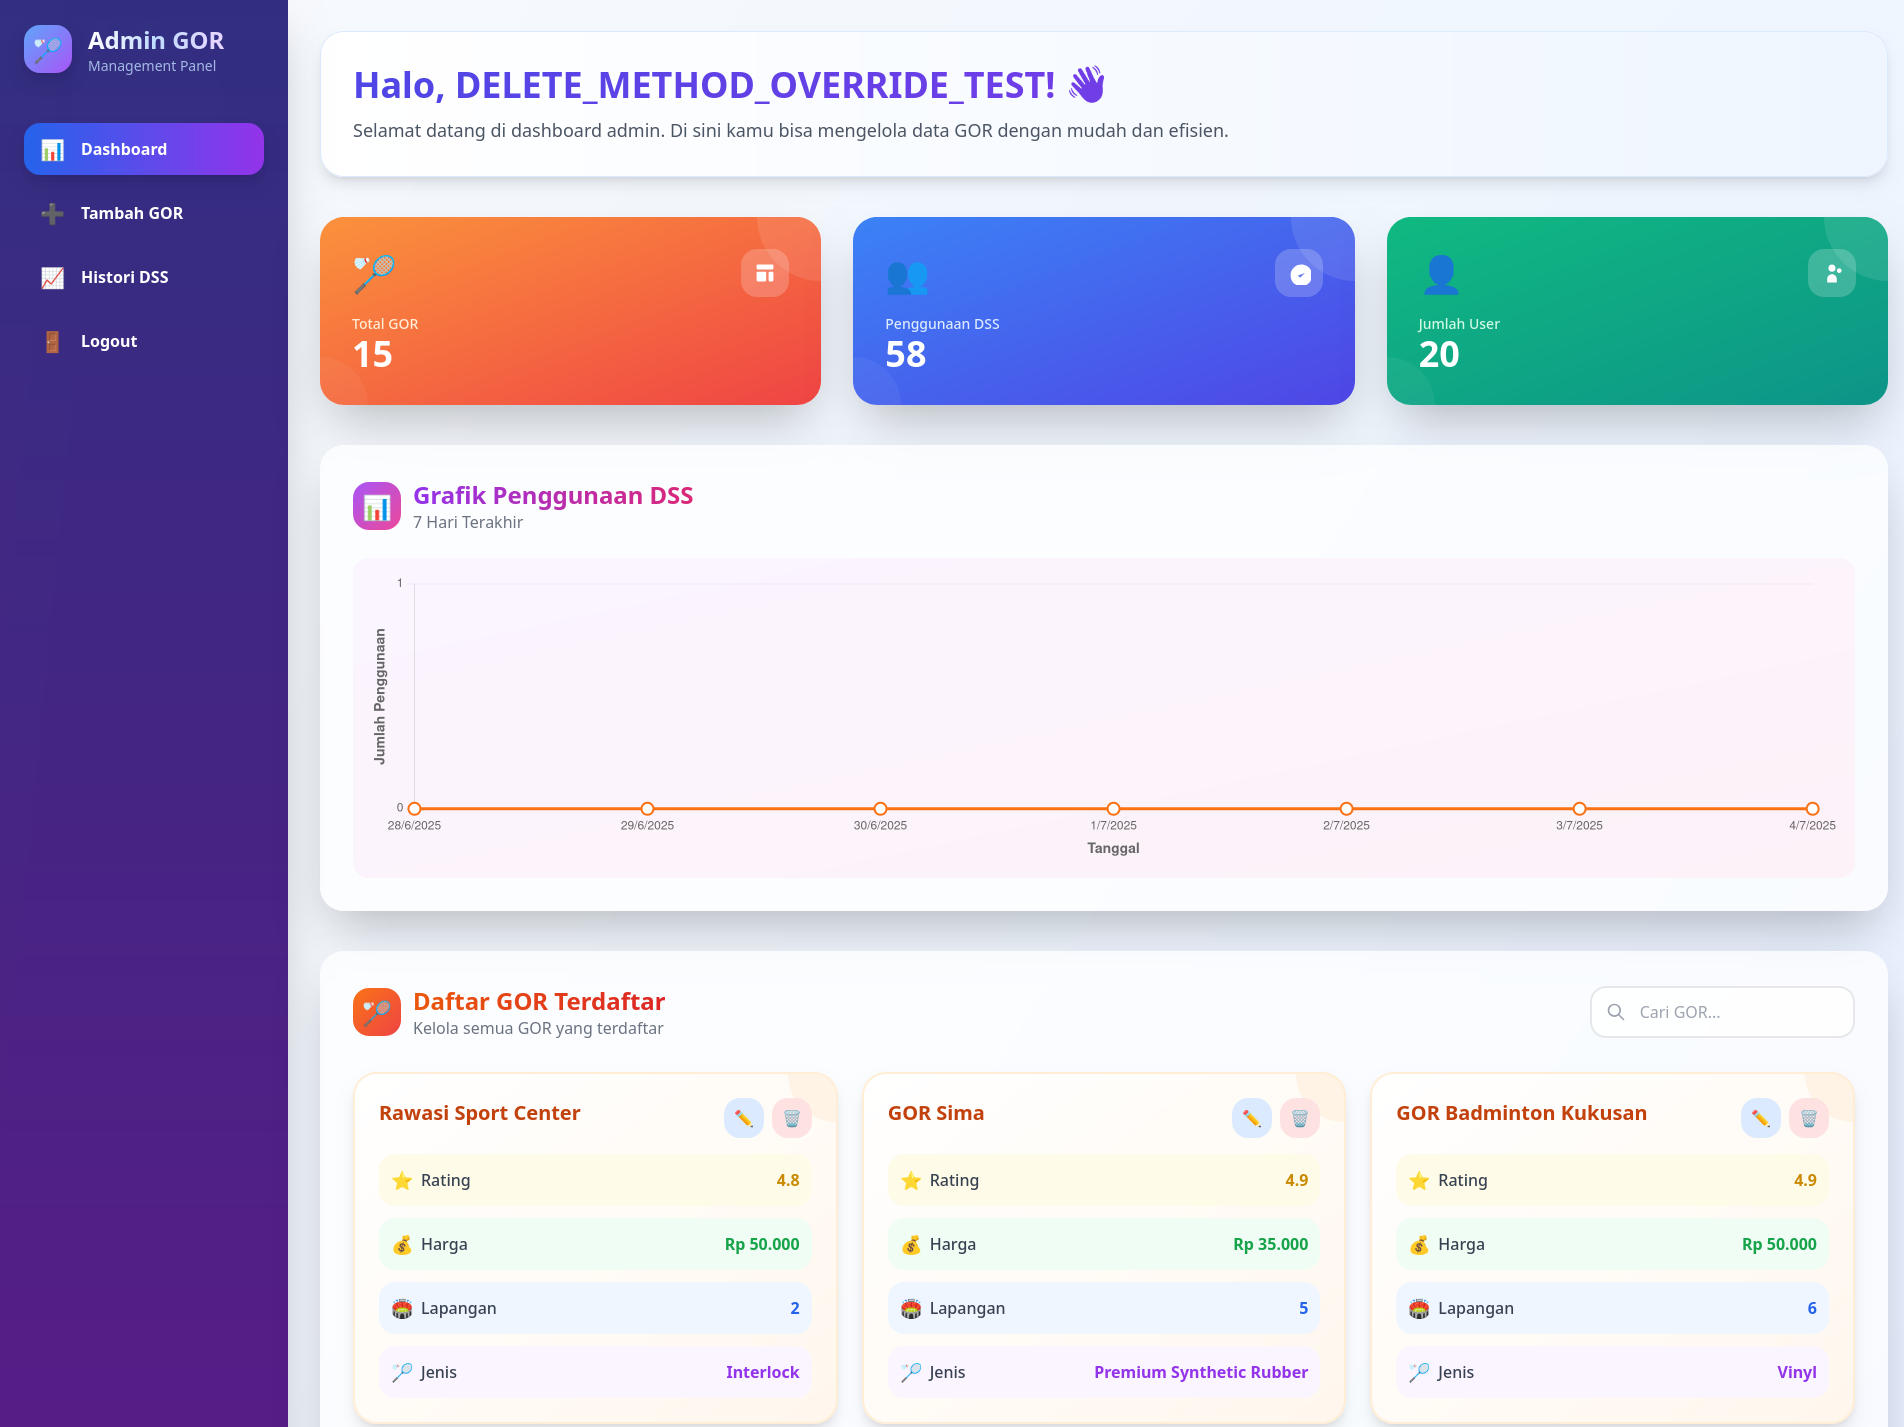 Admin GOR
Management Panel
Dashboard
Tambah GOR
Histori DSS
Logout
Halo, DELETE_METHOD_OVERRIDE_TEST! 👋
Selamat datang di dashboard admin. Di sini kamu bisa mengelola data GOR dengan mudah dan efisien.
Total GOR
15
Penggunaan DSS
58
Jumlah User
20
Grafik Penggunaan DSS
7 Hari Terakhir
1
Jumlah Penggunaan
0
28/6/2025 29/6/2025 30/6/2025 1/7/2025 2/7/2025 3/7/2025 4/7/2025
Tanggal
Daftar GOR Terdaftar
Kelola semua GOR yang terdaftar
Cari GOR...
Rawasi Sport Center
Rating 4.8
Harga Rp 50.000
Lapangan 2
Jenis Interlock
GOR Sima
Rating 4.9
Harga Rp 35.000
Lapangan 5
Jenis Premium Synthetic Rubber
GOR Badminton Kukusan
Rating 4.9
Harga Rp 50.000
Lapangan 6
Jenis Vinyl